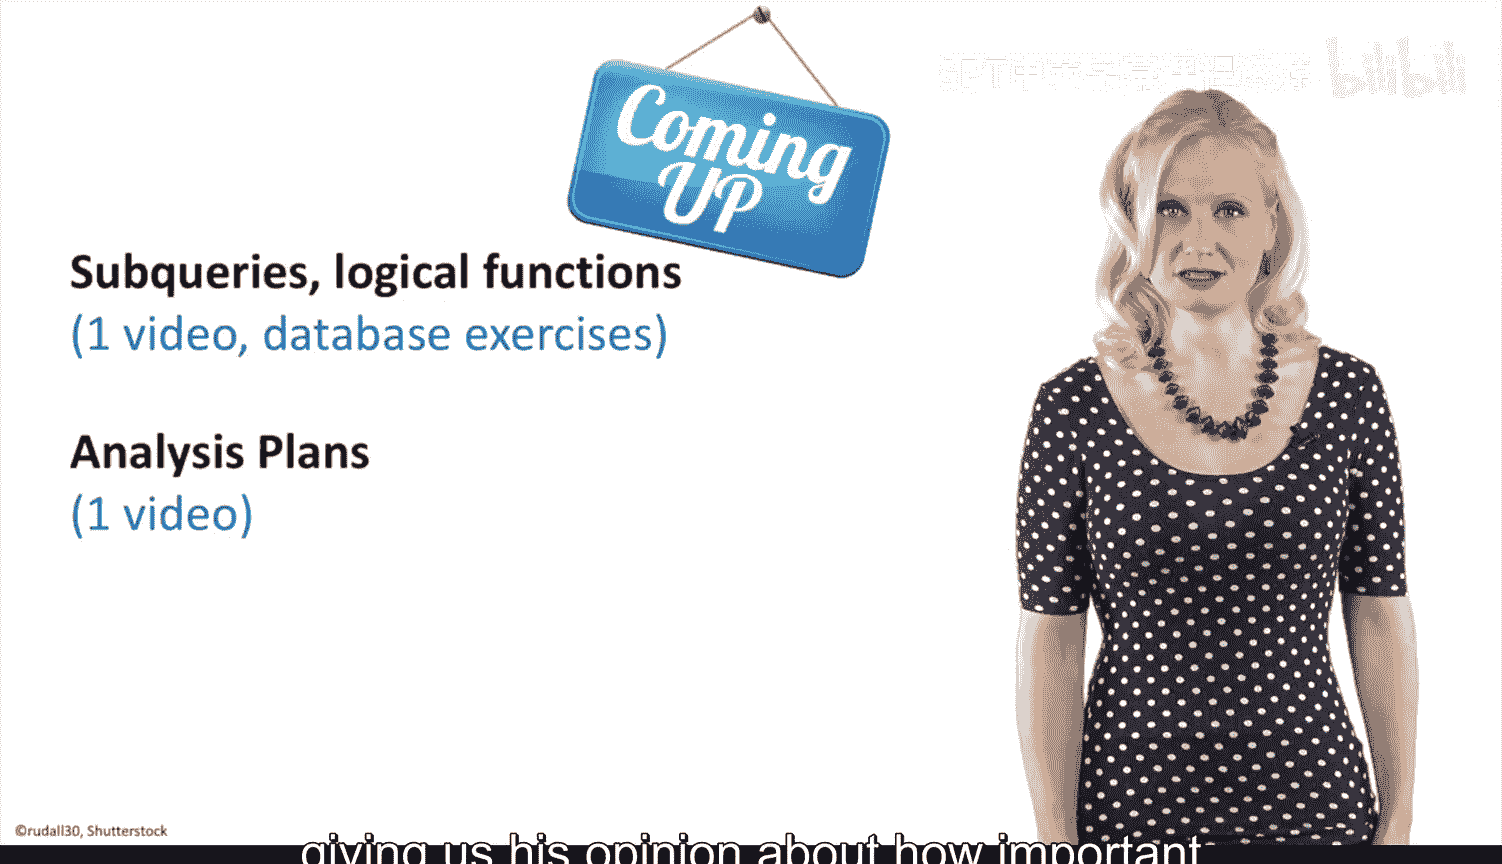 Coming
UP
bilibili
Subqueries, logical functions
(1 video, database exercises)
Analysis Plans
(1 video)
©rudall30, Shutterstock
giving us his opinion about how important